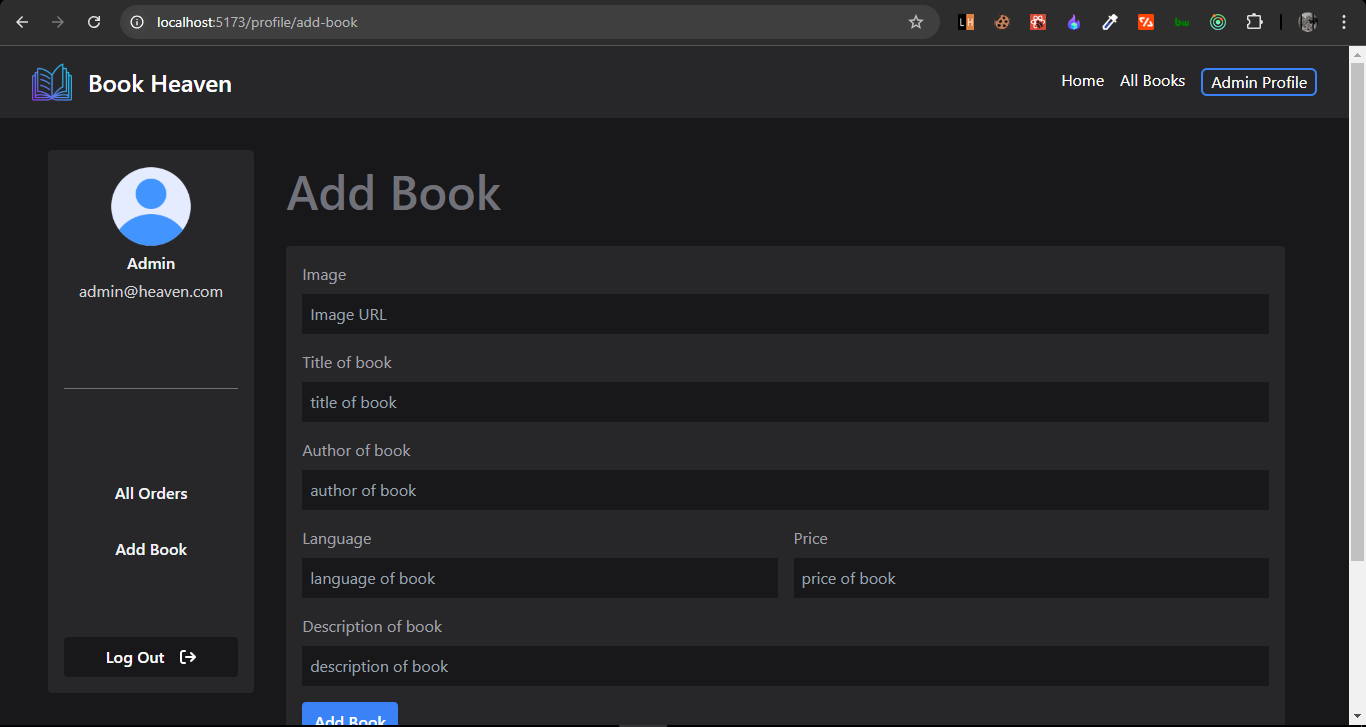 localhost:5173/profile/add-book
LH
bw
Book Heaven
Home All Books Admin Profile
Admin
admin@heaven.com
All Orders
Add Book
Log Out
Add Book
Image
Image URL
Title of book
title of book
Author of book
author of book
Language Price
language of book price of book
Description of book
description of book
Add Book